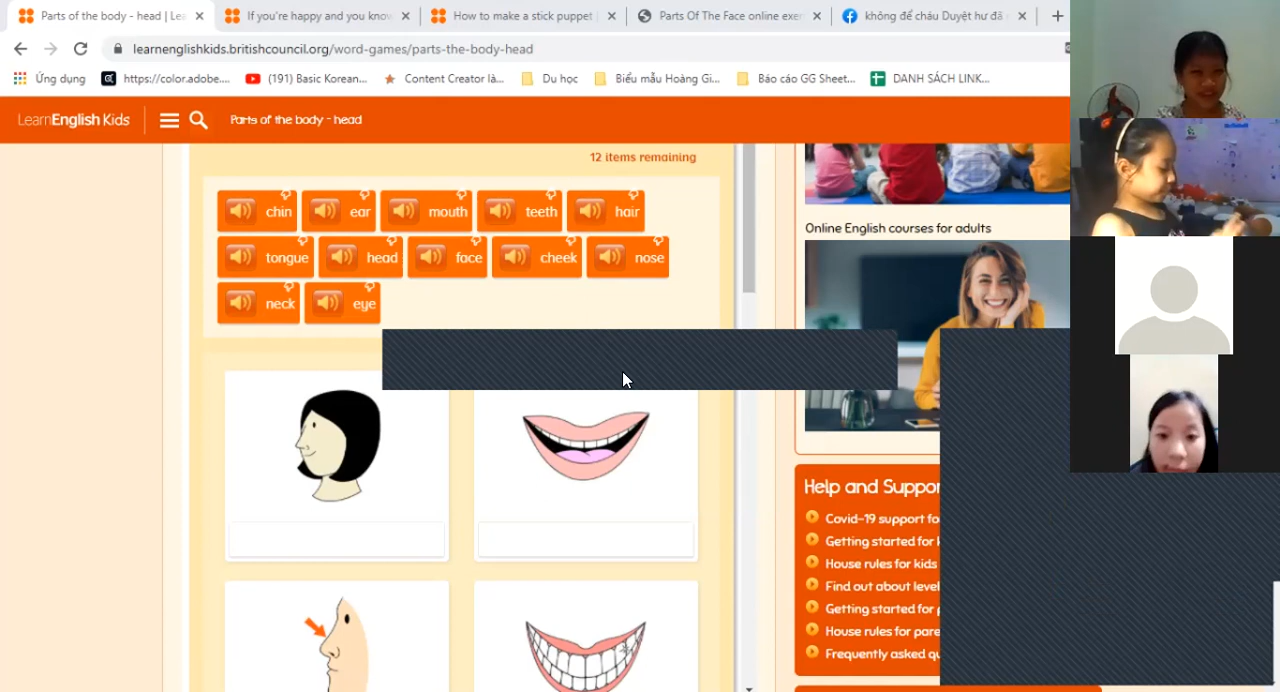 Parts of the body - head | Lea
If you're happy and you know
How to make a stick puppet |
Parts Of The Face online exer
không để cháu Duyệt hư đã
learnenglishkids.britishcouncil.org/word-games/parts-the-body-head
Ứng dụng
https://color.adobe....
(191) Basic Korean...
Content Creator là...
Du học
Biểu mẫu Hoàng Gi...
Báo cáo GG Sheet...
DANH SÁCH LINK...
LearnEnglish Kids
Parts of the body - head
12 items remaining
chin ear mouth teeth hair
tongue head face cheek nose
neck eye
Online English courses for adults
Help and Suppor
Covid-19 support fo
Getting started for k
House rules for kids
Find out about level
Getting started for p
House rules for pare
Frequently asked qu